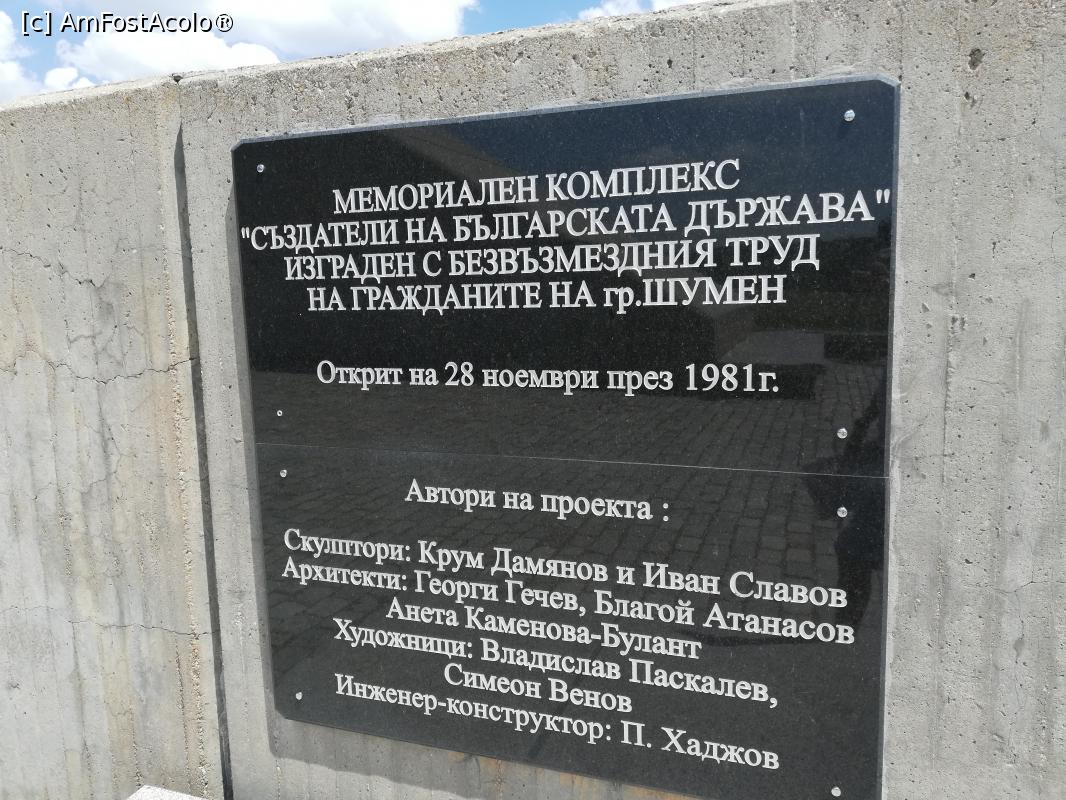 [c] AmFostAcolo®
МЕМОРИАЛЕН КОМПЛЕКС
"СЪЗДАТЕЛИ НА БЪЛГАРСКАТА ДЪРЖАВА"
ИЗГРАДЕН С БЕЗВЪЗМЕЗДНИЯ ТРУД
НА ГРАЖДАНИТЕ НА гр.ШУМЕН
Открит на 28 ноември през 1981г.
Автори на проекта :
Скулптори: Крум Дамянов и Иван Славов
Архитекти: Георги Гечев, Благой Атанасов
Анета Каменова-Булант
Художници: Владислав Паскалев,
Симеон Венов
Инженер-конструктор: П. Хаджов